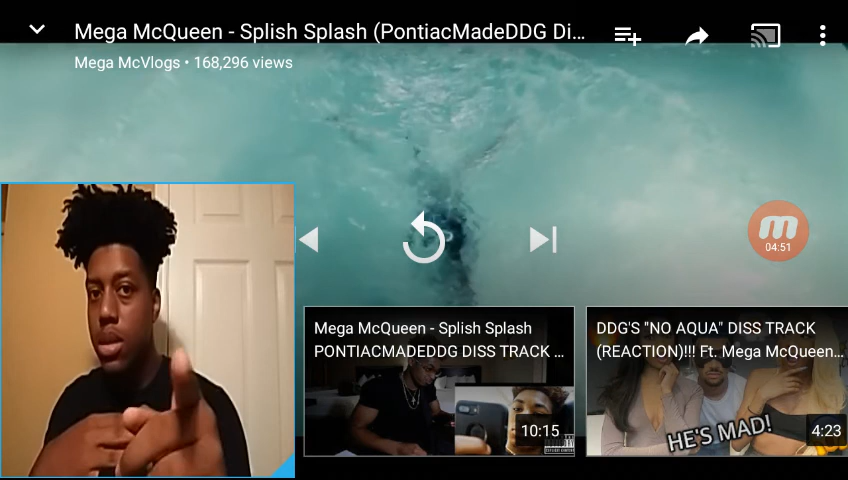 Mega McQueen - Splish Splash (PontiacMadeDDG Di...
Mega McVlogs • 168,296 views
04:51
Mega McQueen - Splish Splash
PONTIACMADEDDG DISS TRACK ...
10:15
DDG'S "NO AQUA" DISS TRACK
(REACTION)!!! Ft. Mega McQueen...
HE'S MAD!
4:23